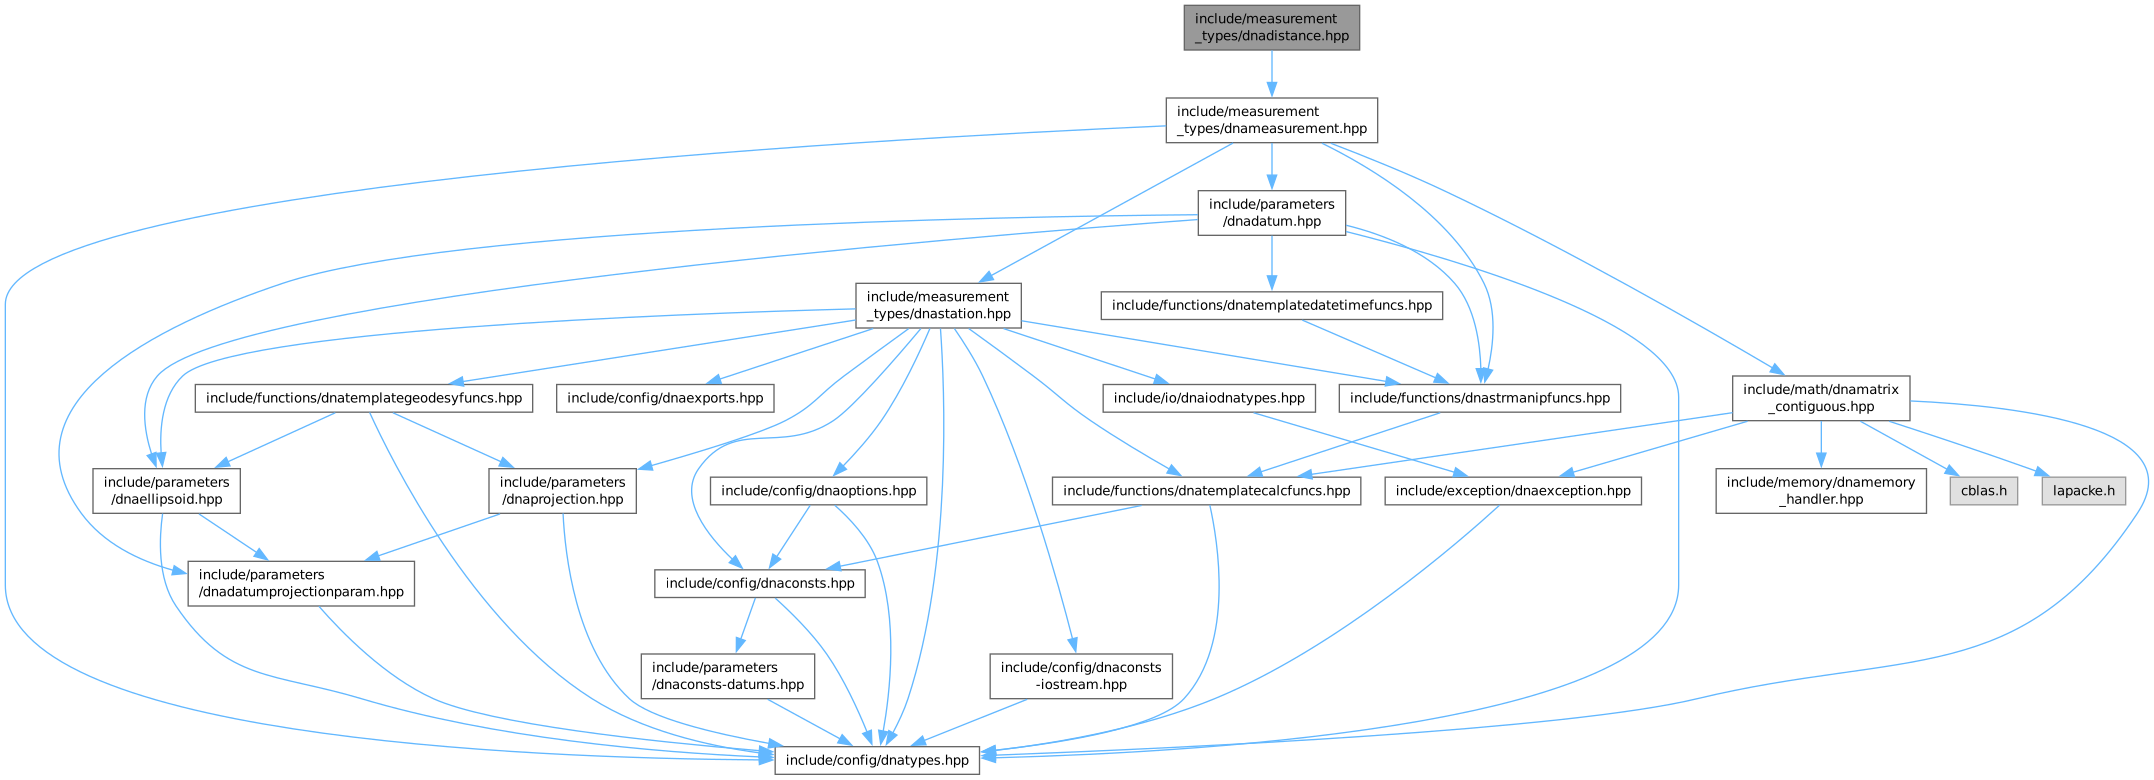 include/measurement
_types/dnadistance.hpp
include/measurement
_types/dnameasurement.hpp
include/parameters
/dnadatum.hpp
include/measurement
_types/dnastation.hpp
include/functions/dnatemplatedatetimefuncs.hpp
include/functions/dnatemplategeodesyfuncs.hpp
include/config/dnaexports.hpp
include/io/dnaiodnatypes.hpp
include/functions/dnastrmanipfuncs.hpp
include/math/dnamatrix
_contiguous.hpp
include/parameters
/dnaellipsoid.hpp
include/parameters
/dnaprojection.hpp
include/config/dnaoptions.hpp
include/functions/dnatemplatecalcfuncs.hpp
include/exception/dnaexception.hpp
include/memory/dnamemory
_handler.hpp
cblas.h
lapacke.h
include/parameters
/dnadatumprojectionparam.hpp
include/config/dnaconsts.hpp
include/parameters
/dnaconsts-datums.hpp
include/config/dnaconsts
-iostream.hpp
include/config/dnatypes.hpp